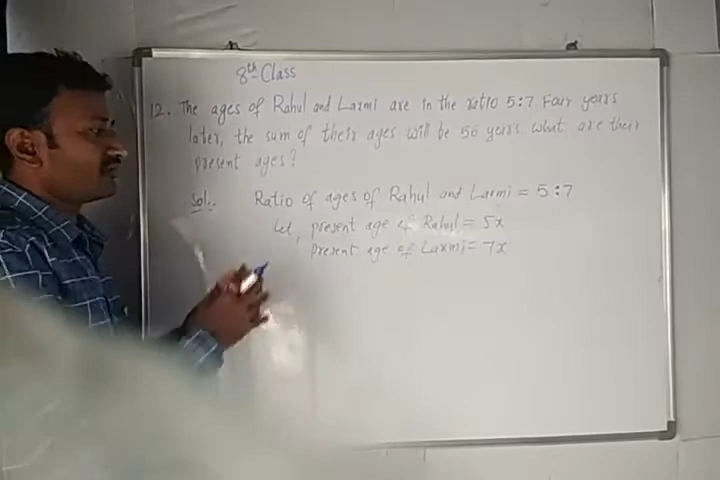 8th Class
12. The ages of Rahul and Laxmi are in the ratio 5:7 Four years
later, the sum of their ages will be 56 years. What are their
present ages?
Sol:. Ratio of ages of Rahul and Laxmi = 5:7
Let, present age of Rahul = 5x
Present age of Laxmi = 7x